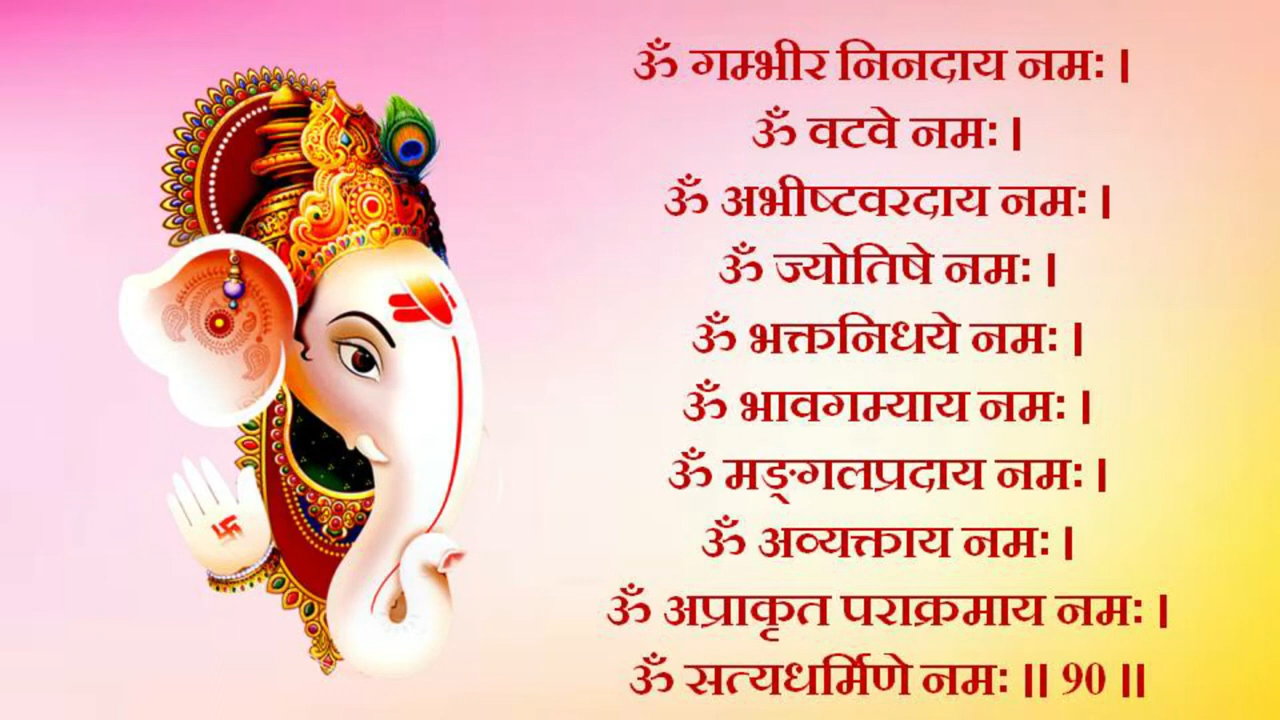 ॐ गम्भीर निनदाय नमः ।
ॐ वटवे नमः ।
ॐ अभीष्टवरदाय नमः ।
ॐ ज्योतिषे नमः ।
ॐ भक्तनिधये नमः ।
ॐ भावगम्याय नमः ।
ॐ मङ्गलप्रदाय नमः ।
ॐ अव्यक्ताय नमः ।
ॐ अप्राकृत पराक्रमाय नमः ।
ॐ सत्यधर्मिणे नमः ॥ 90 ॥